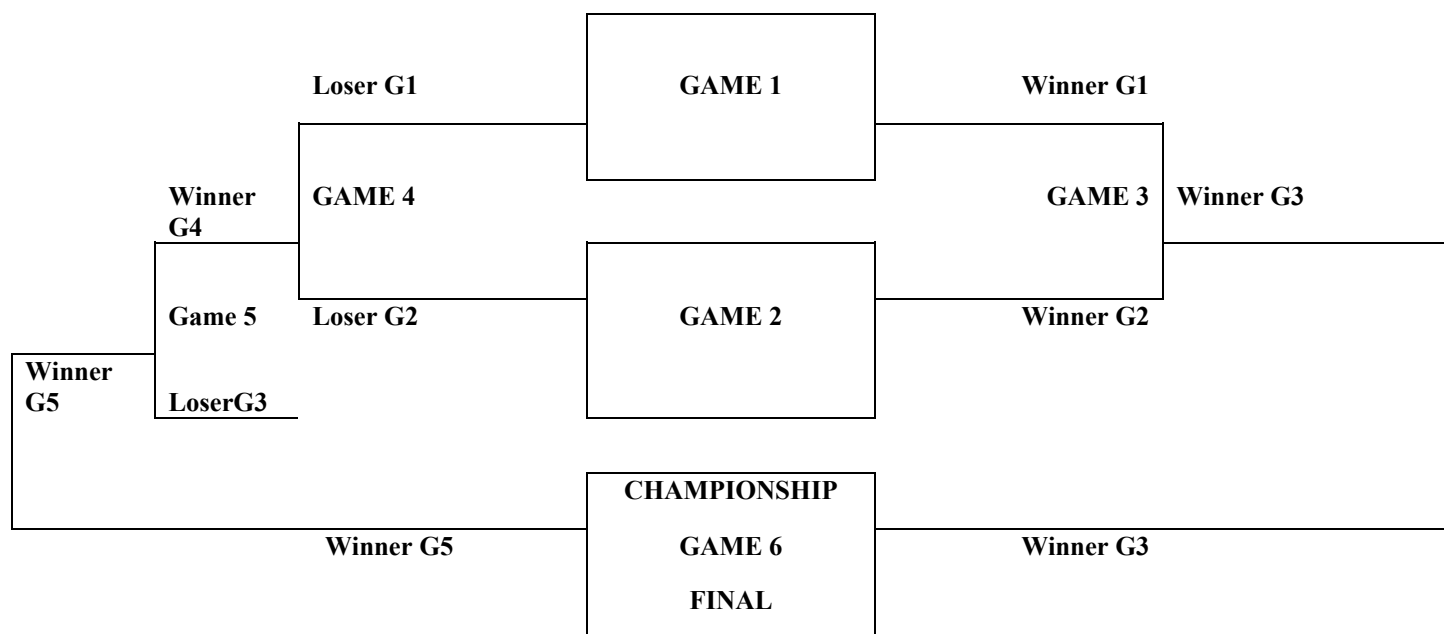 Loser G1 GAME 1 Winner G1
Winner GAME 4 GAME 3 Winner G3
G4
Game 5 Loser G2 GAME 2 Winner G2
Winner
G5 LoserG3
CHAMPIONSHIP
Winner G5 GAME 6 Winner G3
FINAL